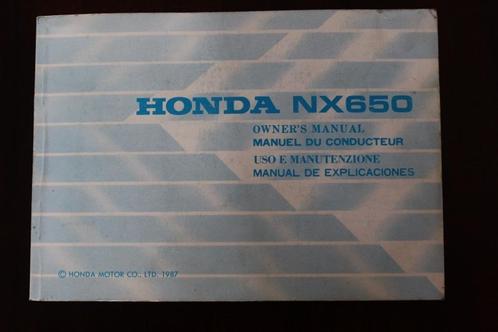 HONDA NX650
OWNER'S MANUAL
MANUEL DU CONDUCTEUR
USO E MANUTENZIONE
MANUAL DE EXPLICACIONES
© HONDA MOTOR CO., LTD. 1987